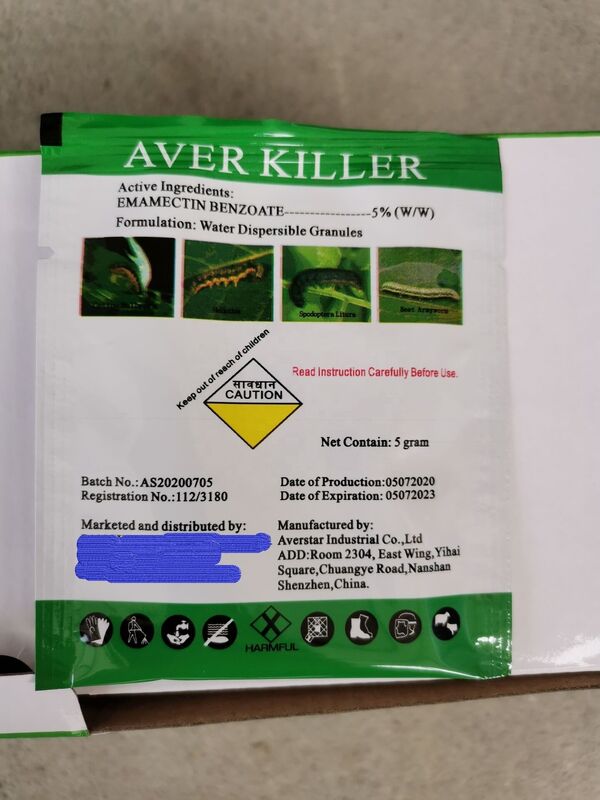 AVER KILLER
Active Ingredients:
EMAMECTIN BENZOATE-----------------5% (W/W)
Formulation: Water Dispersible Granules
Spodoptera Litura
Beet Armyworm
Keep out of reach of children
सावधान
CAUTION
Read Instruction Carefully Before Use.
Net Contain: 5 gram
Batch No.: AS20200705
Registration No.:112/3180
Date of Production:05072020
Date of Expiration: 05072023
Marketed and distributed by:
Manufactured by:
Averstar Industrial Co.,Ltd
ADD:Room 2304, East Wing,Yihai
Square,Chuangye Road,Nanshan
Shenzhen,China.
HARMFUL